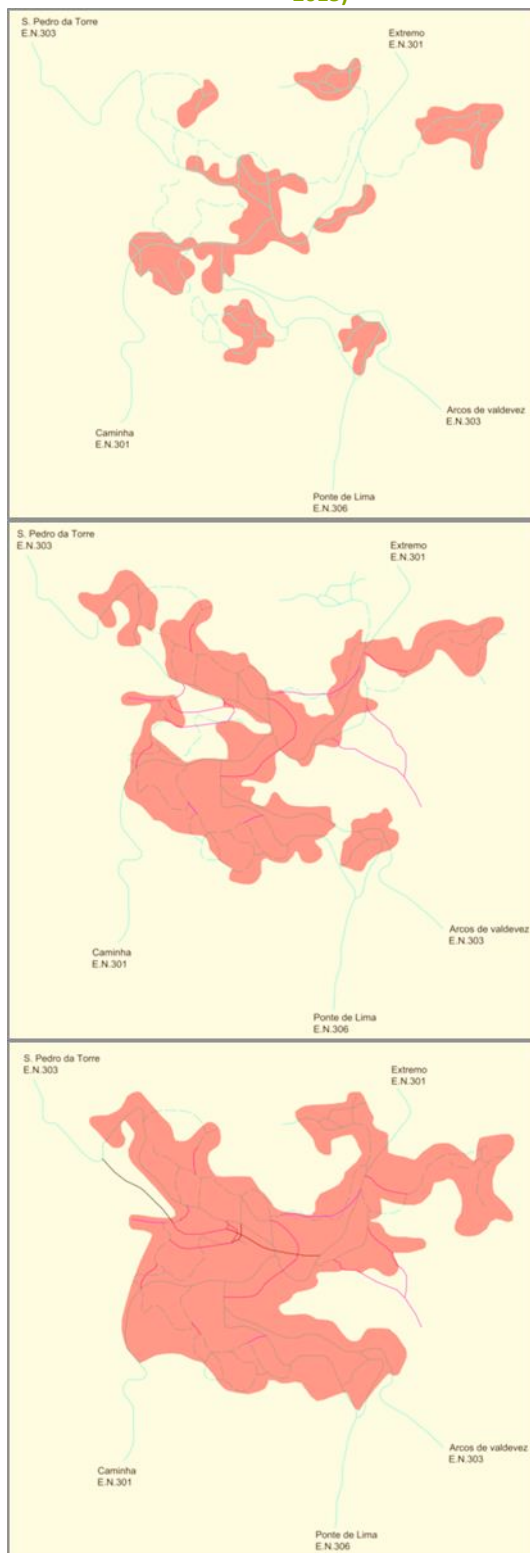 2015)
S. Pedro da Torre
E.N.303
Extremo
E.N.301
Arcos de valdevez
E.N.303
Caminha
E.N.301
Ponte de Lima
E.N.306
S. Pedro da Torre
E.N.303
Extremo
E.N.301
Arcos de valdevez
E.N.303
Caminha
E.N.301
Ponte de Lima
E.N.306
S. Pedro da Torre
E.N.303
Extremo
E.N.301
Arcos de valdevez
E.N.303
Caminha
E.N.301
Ponte de Lima
E.N.306